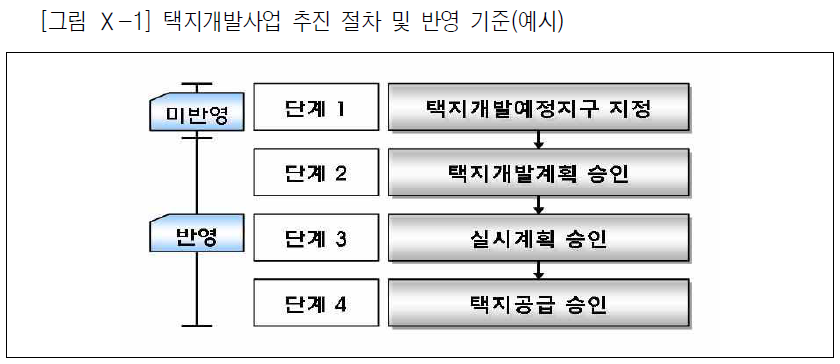 [그림 Ⅹ-1] 택지개발사업 추진 절차 및 반영 기준(예시)
미반영
단계 1
택지개발예정지구 지정
단계 2
택지개발계획 승인
반영
단계 3
실시계획 승인
단계 4
택지공급 승인